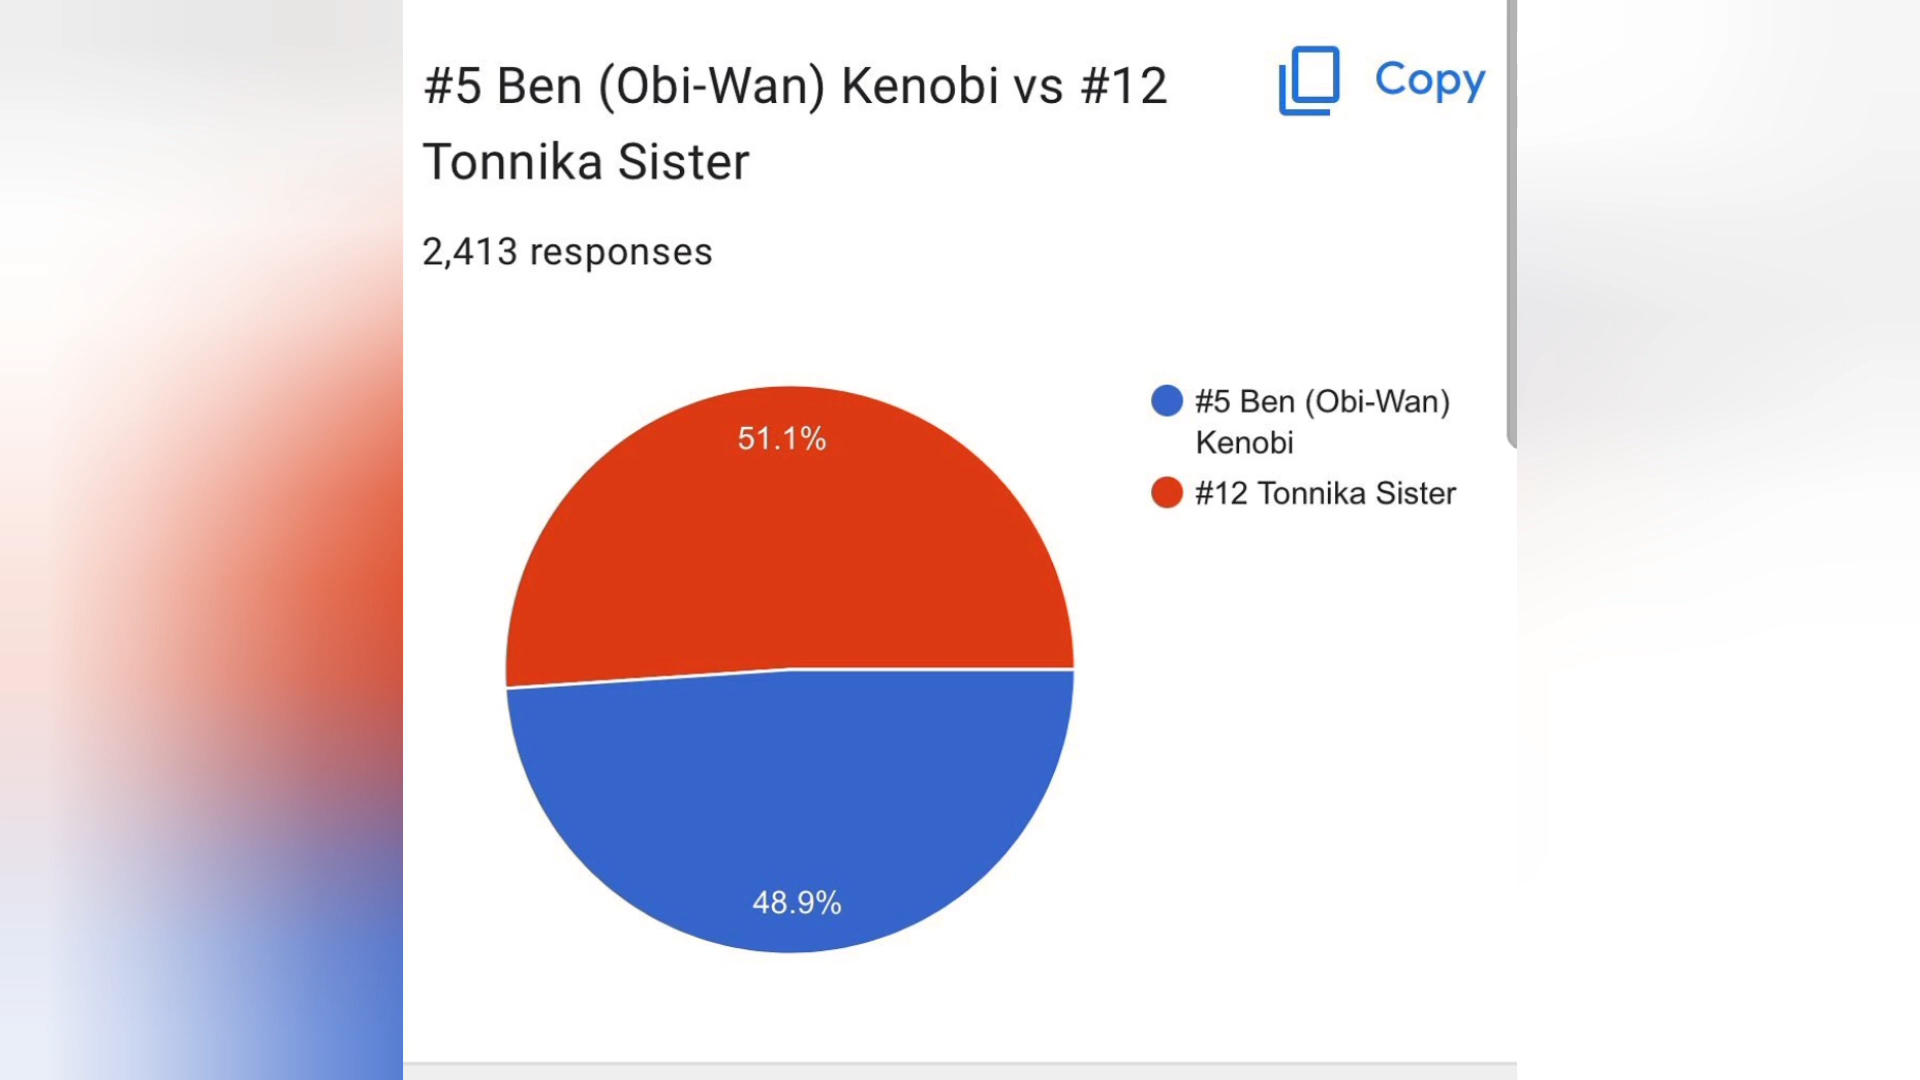 #5 Ben (Obi-Wan) Kenobi vs #12
Tonnika Sister
Copy
2,413 responses
51.1%
48.9%
#5 Ben (Obi-Wan)
Kenobi
#12 Tonnika Sister